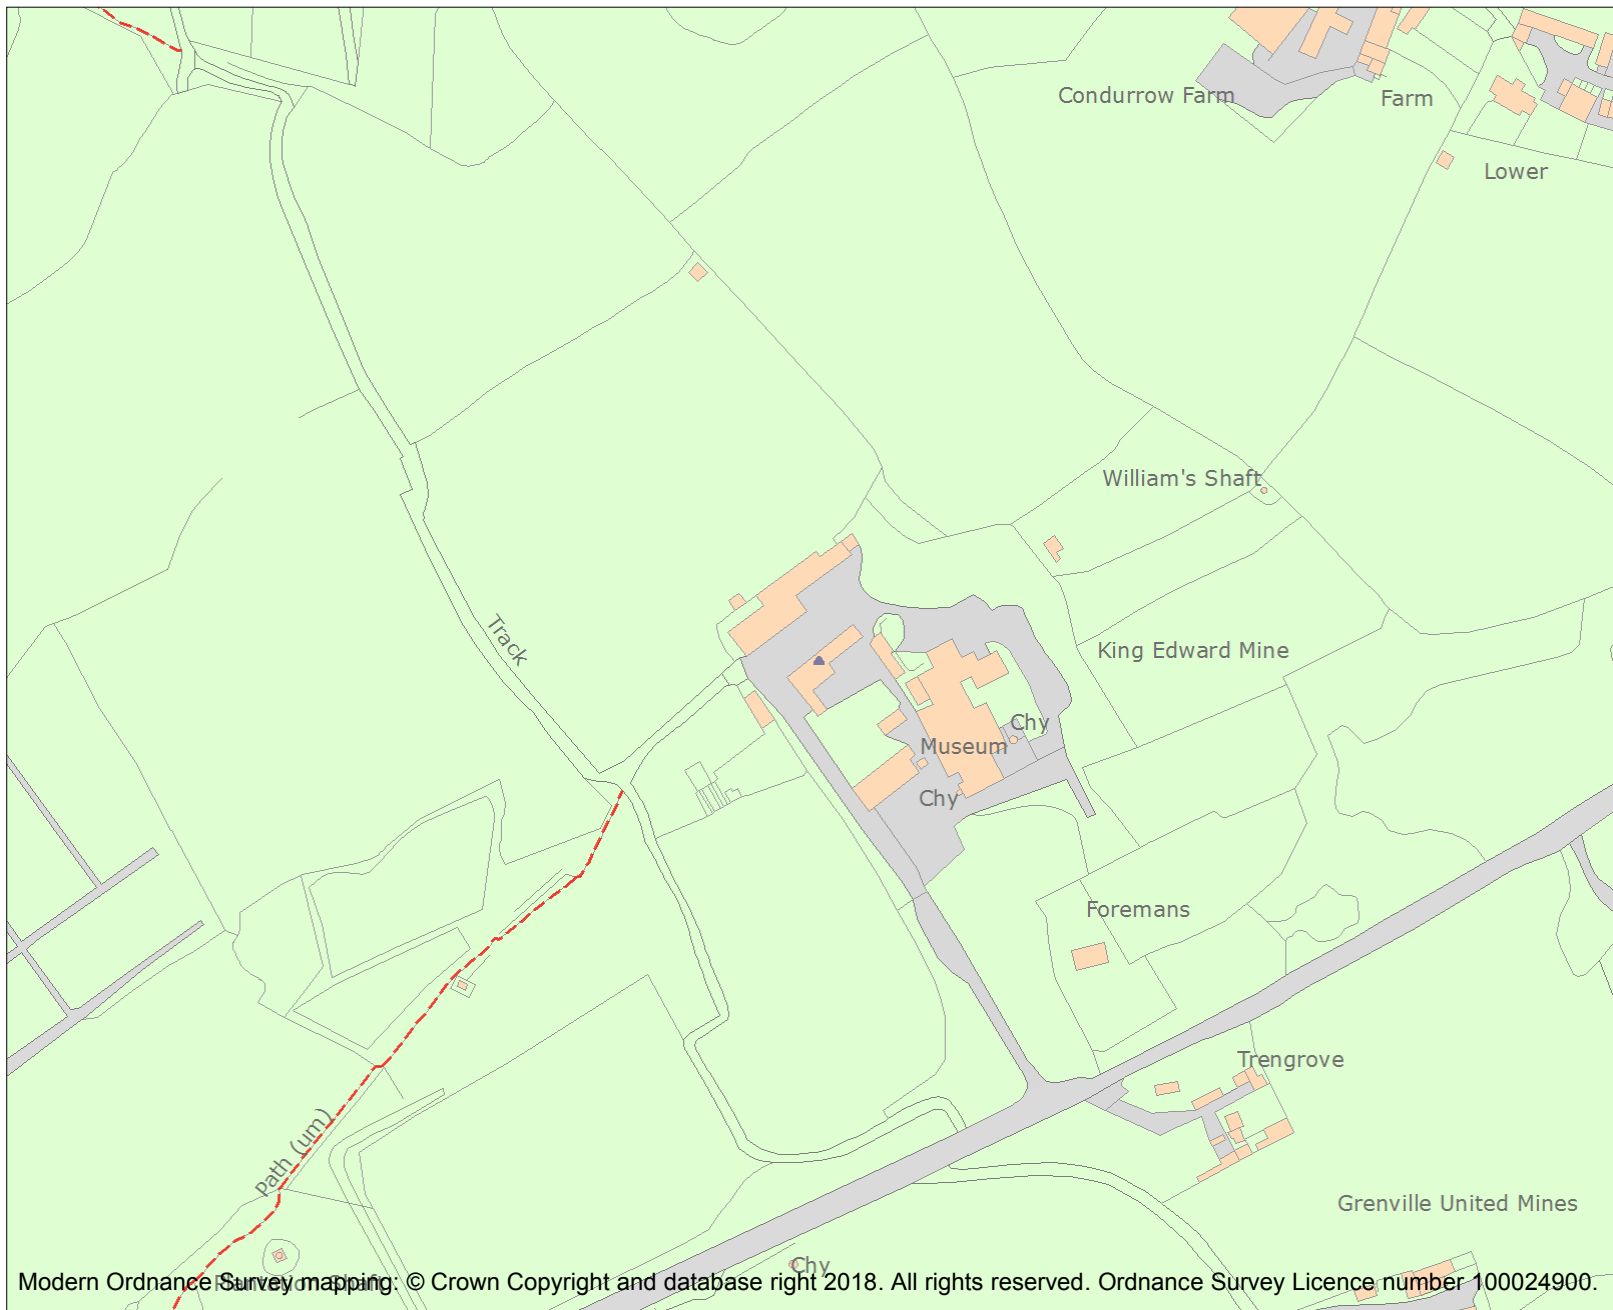 Condurrow Farm
Farm
Lower
William's Shaft
Track
King Edward Mine
Chy
Museum
Chy
Foremans
Trengrove
Path (um)
Grenville United Mines
Chy
Plantation Shaft
Modern Ordnance Survey mapping: © Crown Copyright and database right 2018. All rights reserved. Ordnance Survey Licence number 100024900.